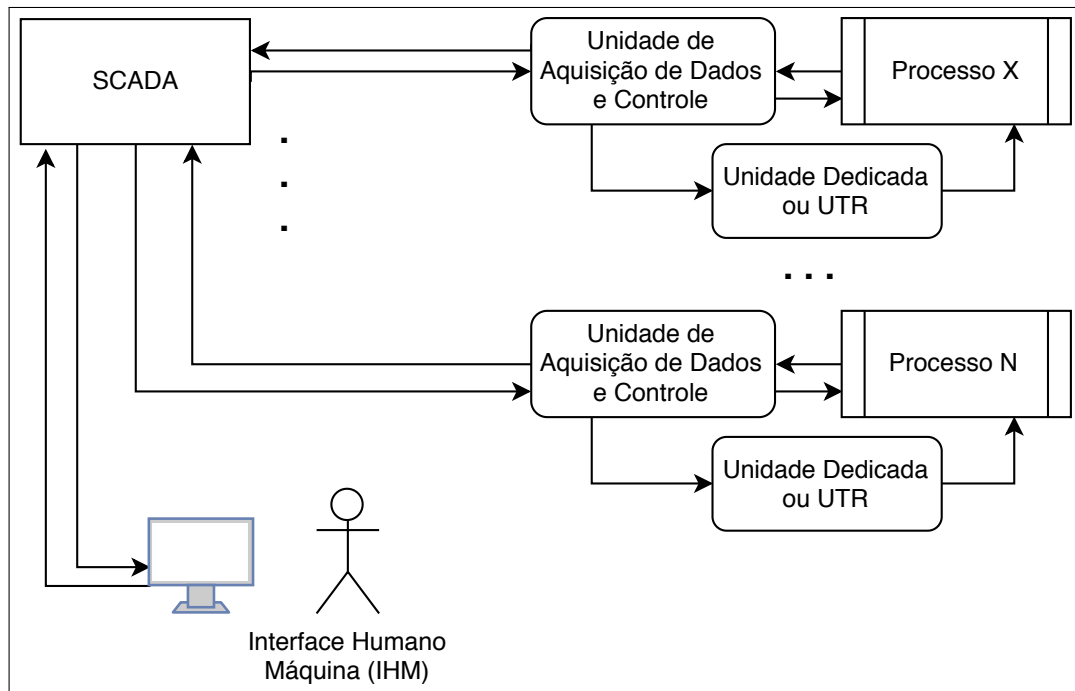 SCADA
Unidade de
Aquisição de Dados
e Controle
Processo X
Unidade Dedicada
ou UTR
. . .
Unidade de
Aquisição de Dados
e Controle
Processo N
Unidade Dedicada
ou UTR
Interface Humano
Máquina (IHM)